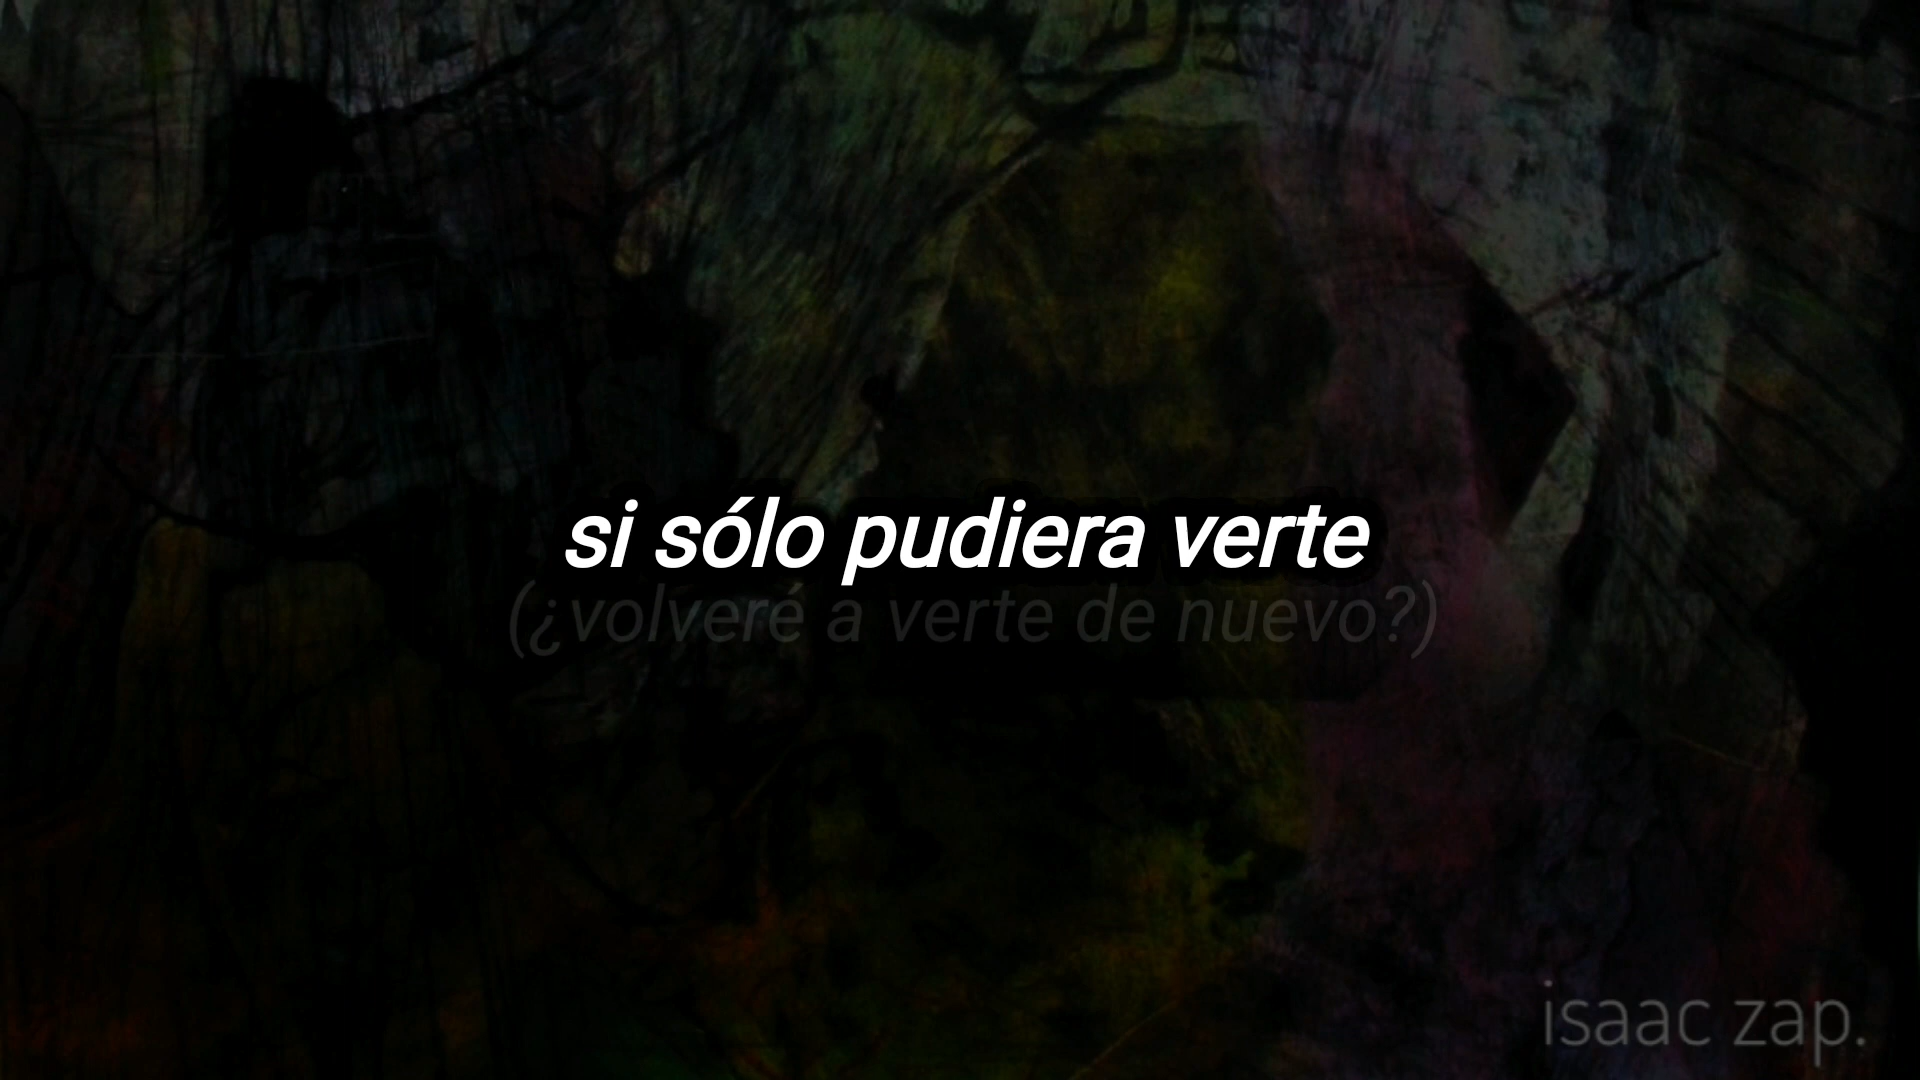 si sólo pudiera verte
(¿volveré a verte de nuevo?)
isaac zap.